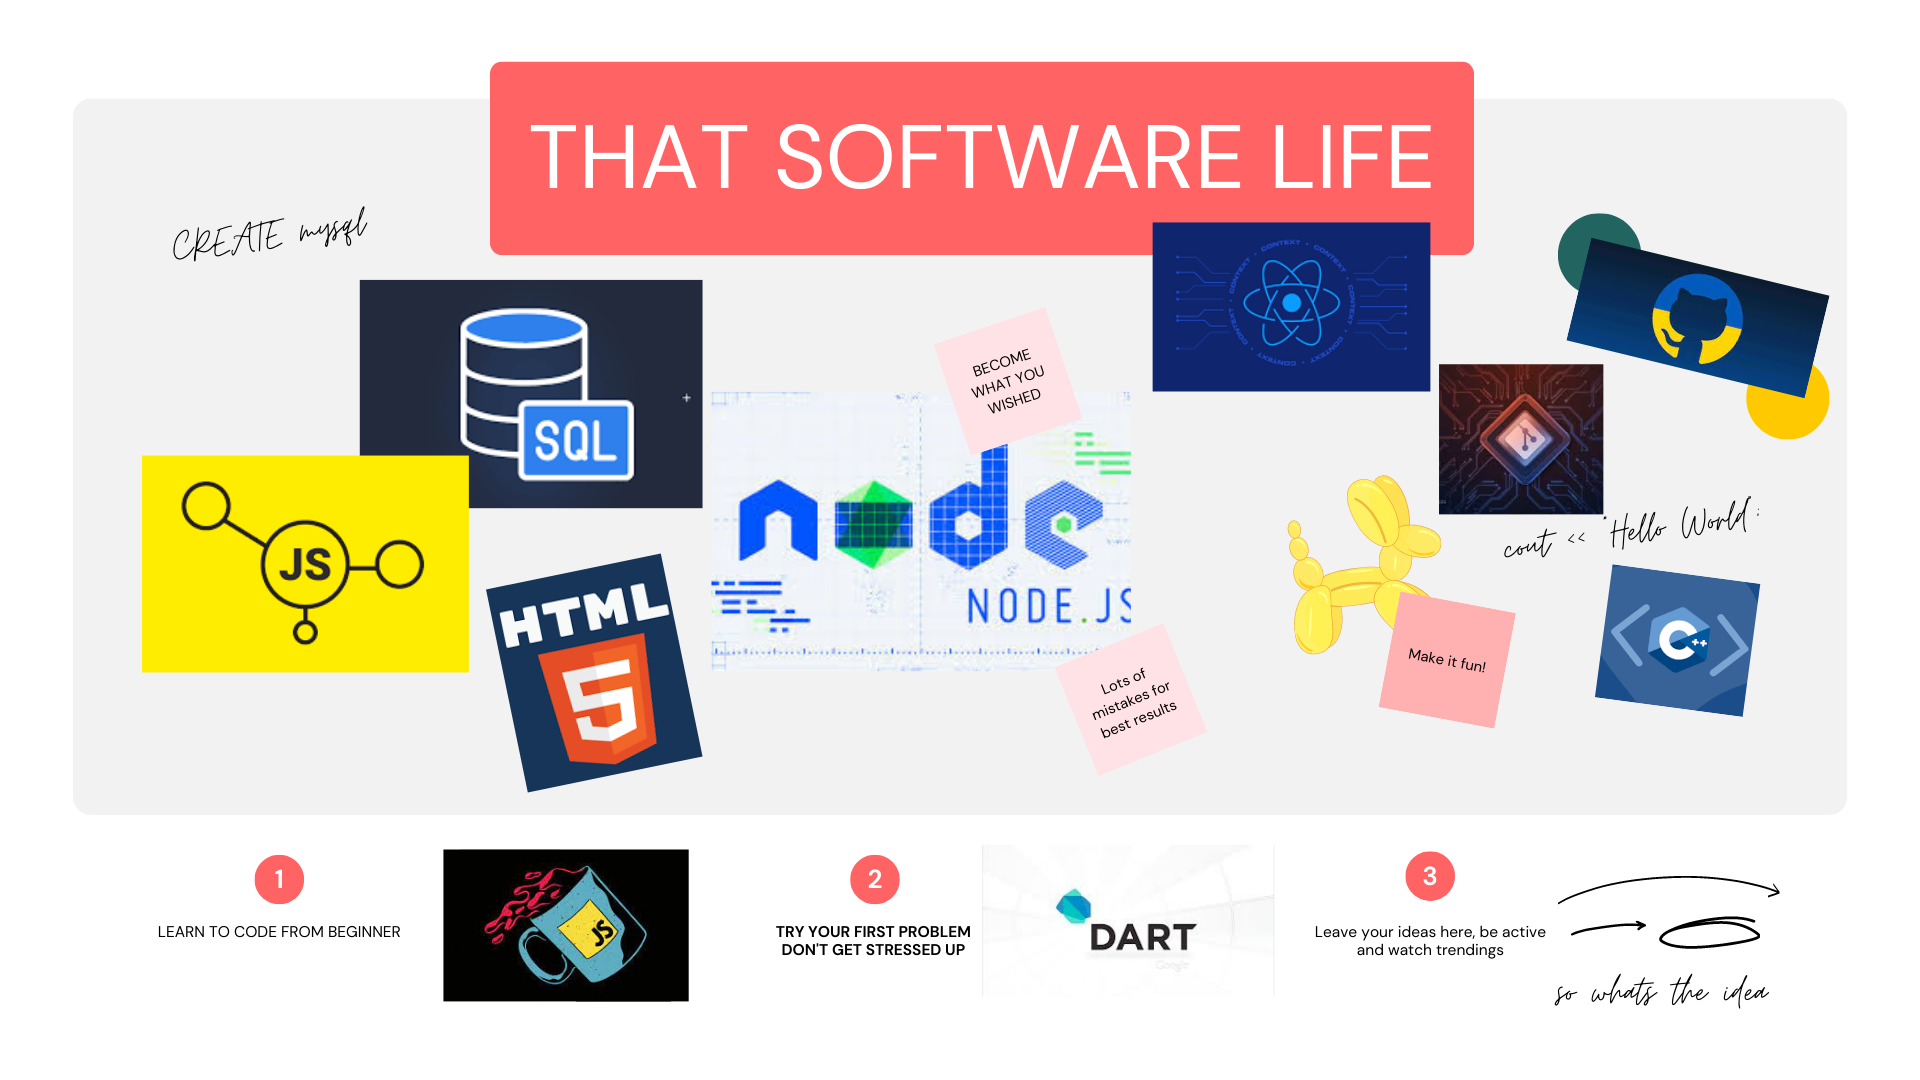 THAT SOFTWARE LIFE
CREATE mysql
SQL
JS
HTML
5
BECOME
WHAT YOU
WISHED
node
NODE.JS
Lots of
mistakes for
best results
CONTEXT • CONTEXT • CONTEXT • CONTEXT •
cout << "Hello World";
Make it fun!
C++
1
LEARN TO CODE FROM BEGINNER
JS
2
TRY YOUR FIRST PROBLEM
DON'T GET STRESSED UP
DART
Google
3
Leave your ideas here, be active
and watch trendings
so whats the idea